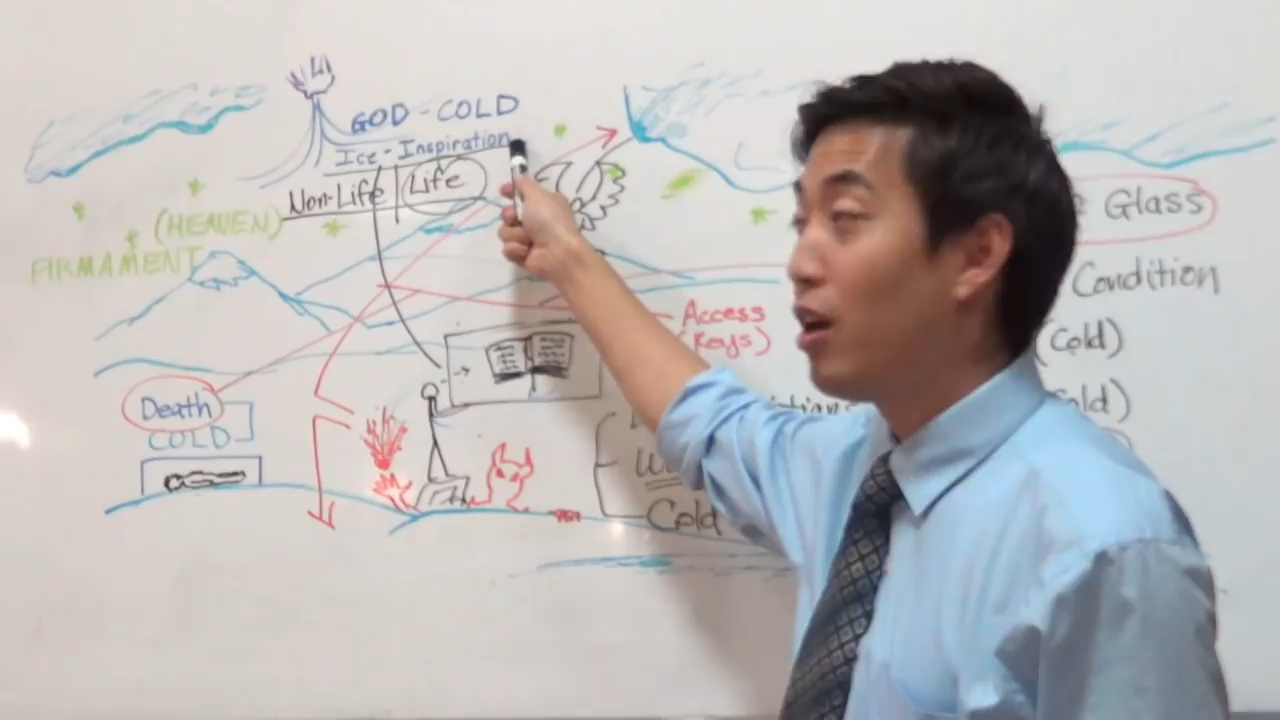 GOD - COLD
Ice - Inspiration
Non-Life | Life
(HEAVEN)
FIRMAMENT
Glass
Condition
Access
(Keys)
(Cold)
Death
COLD
Cold